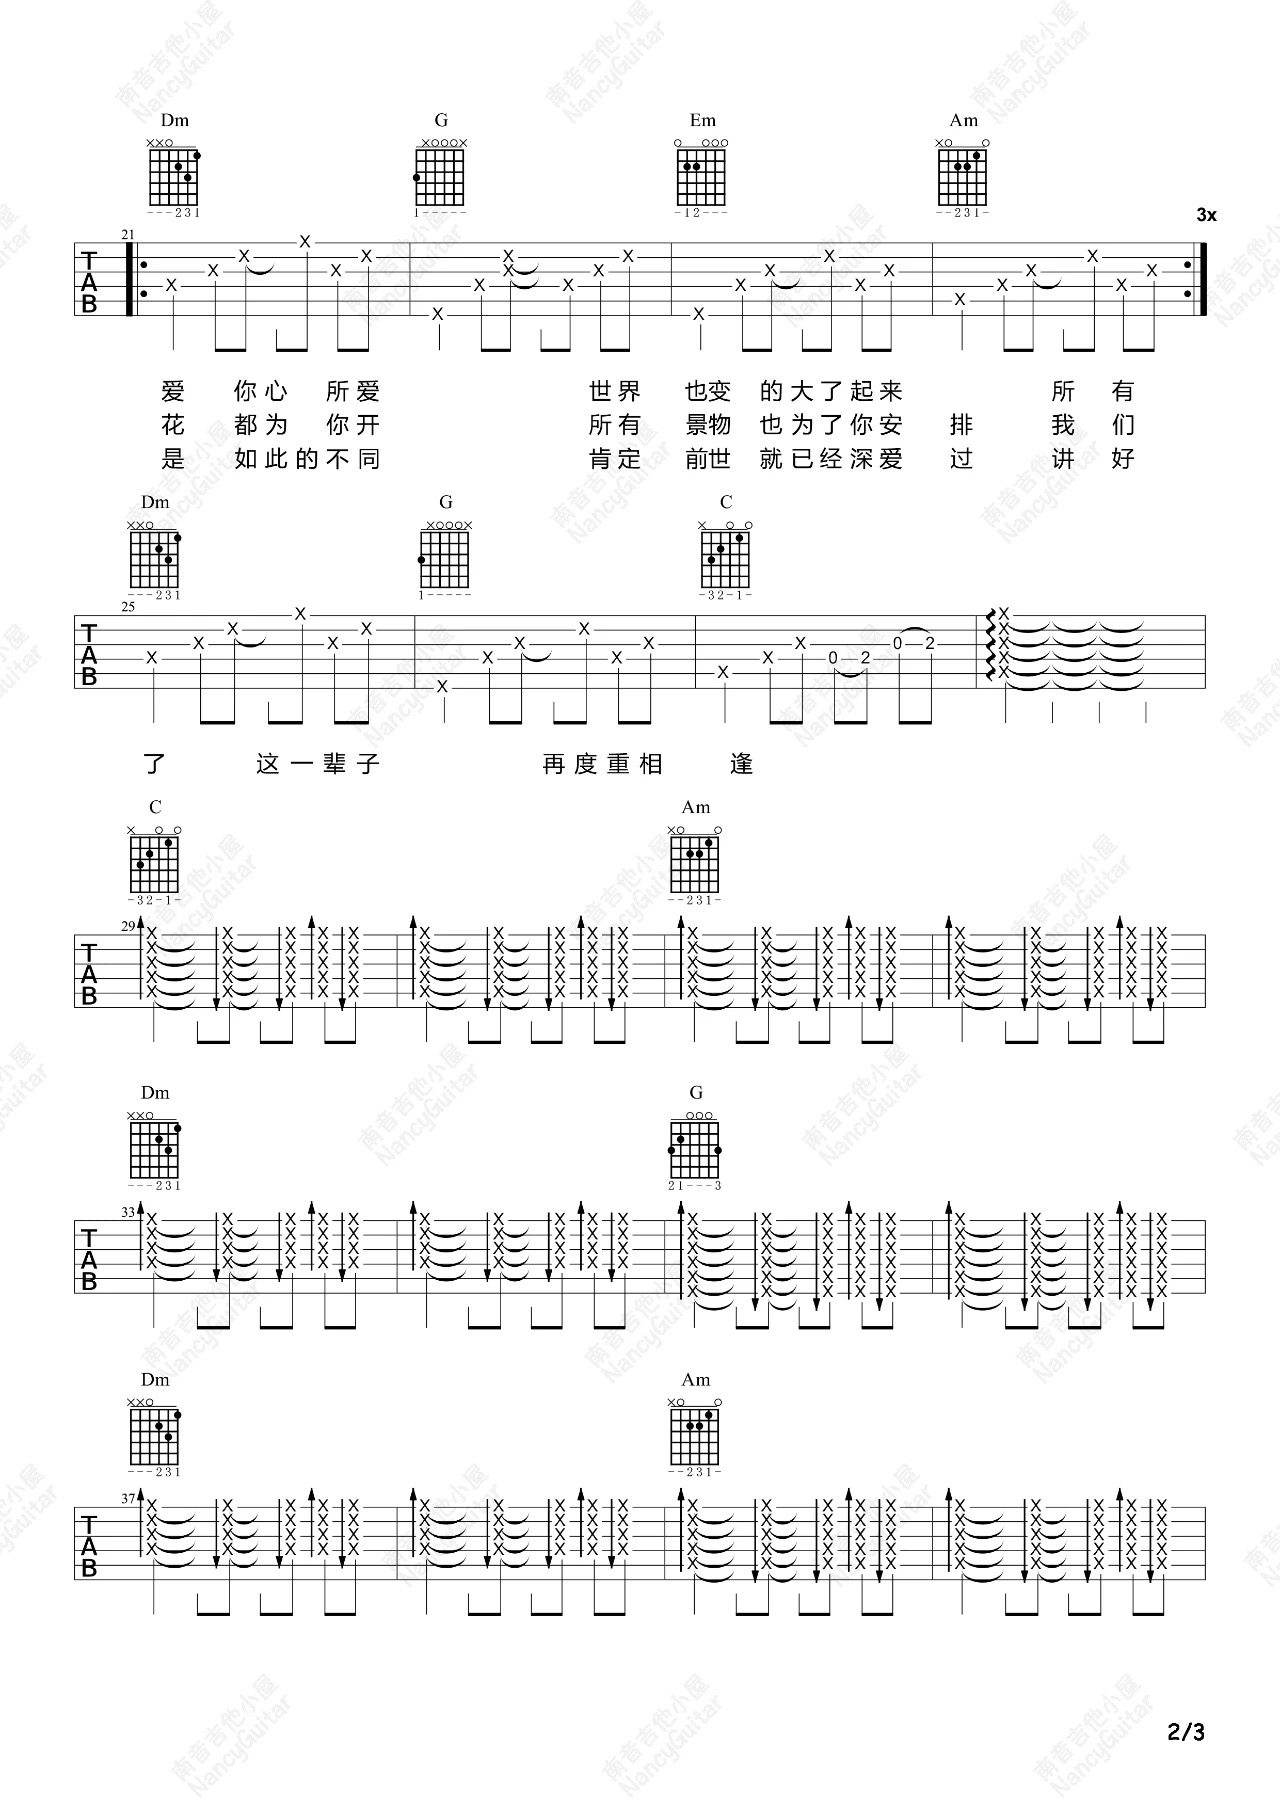 Dm G Em Am
---231 1----- -12--- --231-
3x
21
TAB
爱 你心 所爱 世界 也变 的大了起来 所有
花 都为 你开 所有 景物 也为了你安 排 我们
是 如此的不同 肯定 前世 就已经深爱 过 讲好
Dm G C
---231 1----- -32-1-
25
TAB
0 2 0 2
了 这一辈子 再度重相 逢
C Am
-32-1- --231-
29
TAB
Dm G
---231 21---3
33
TAB
Dm Am
---231 --231-
37
TAB
2/3
南音吉他小屋
NancyGuitar